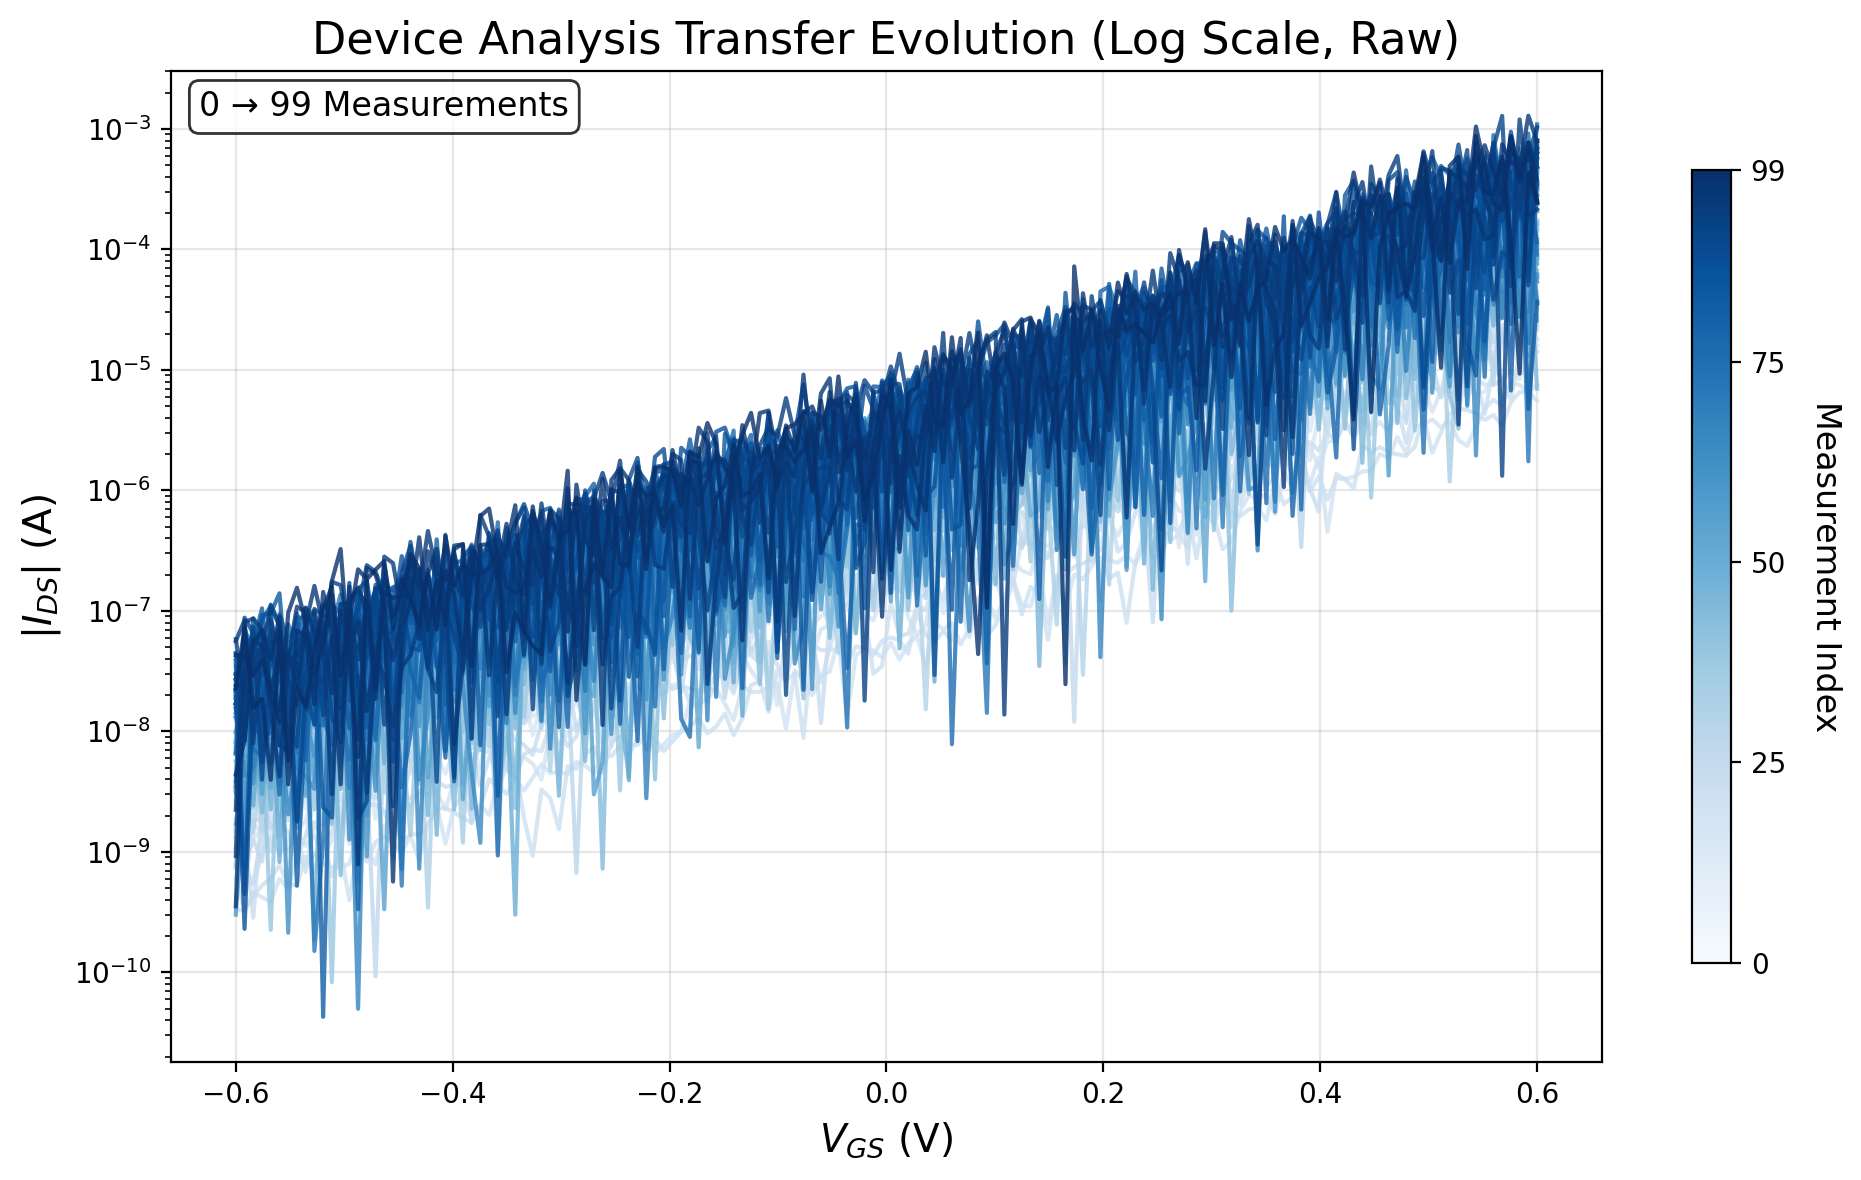 Device Analysis Transfer Evolution (Log Scale, Raw)
0 → 99 Measurements
10⁻³
10⁻⁴
10⁻⁵
10⁻⁶
10⁻⁷
10⁻⁸
10⁻⁹
10⁻¹⁰
|I_DS| (A)
−0.6 −0.4 −0.2 0.0 0.2 0.4 0.6
V_GS (V)
99
75
50
25
0
Measurement Index